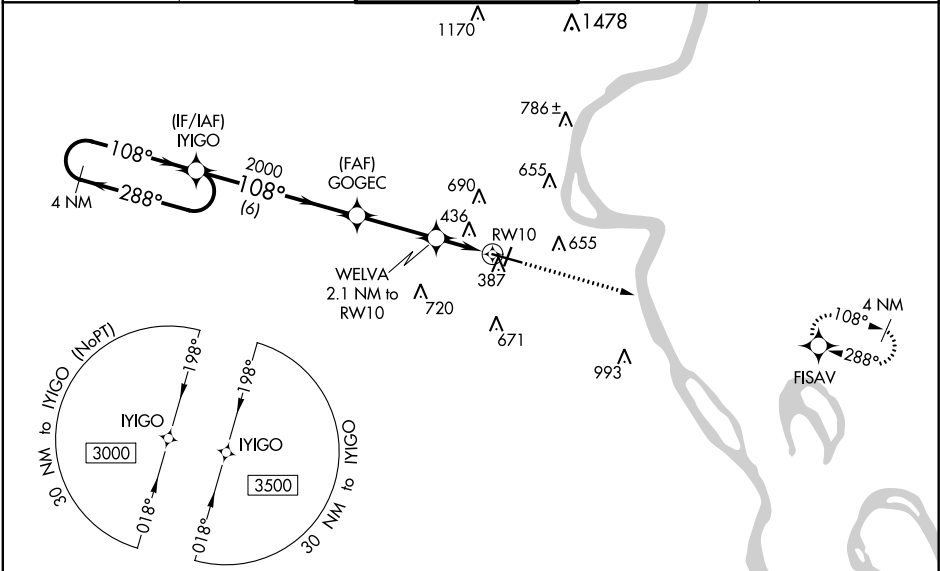 1170
1478
786 ±
(IF/IAF)
IYIGO
108°
2000
108°
(6)
(FAF)
GOGEC
655
690
288°
4 NM
436
RW10
655
WELVA
2.1 NM to
RW10
387
720
671
993
4 NM
108°
288°
FISAV
30 NM to IYIGO (NoPT)
198°
IYIGO
3000
018°
198°
IYIGO
3500
018°
30 NM to IYIGO